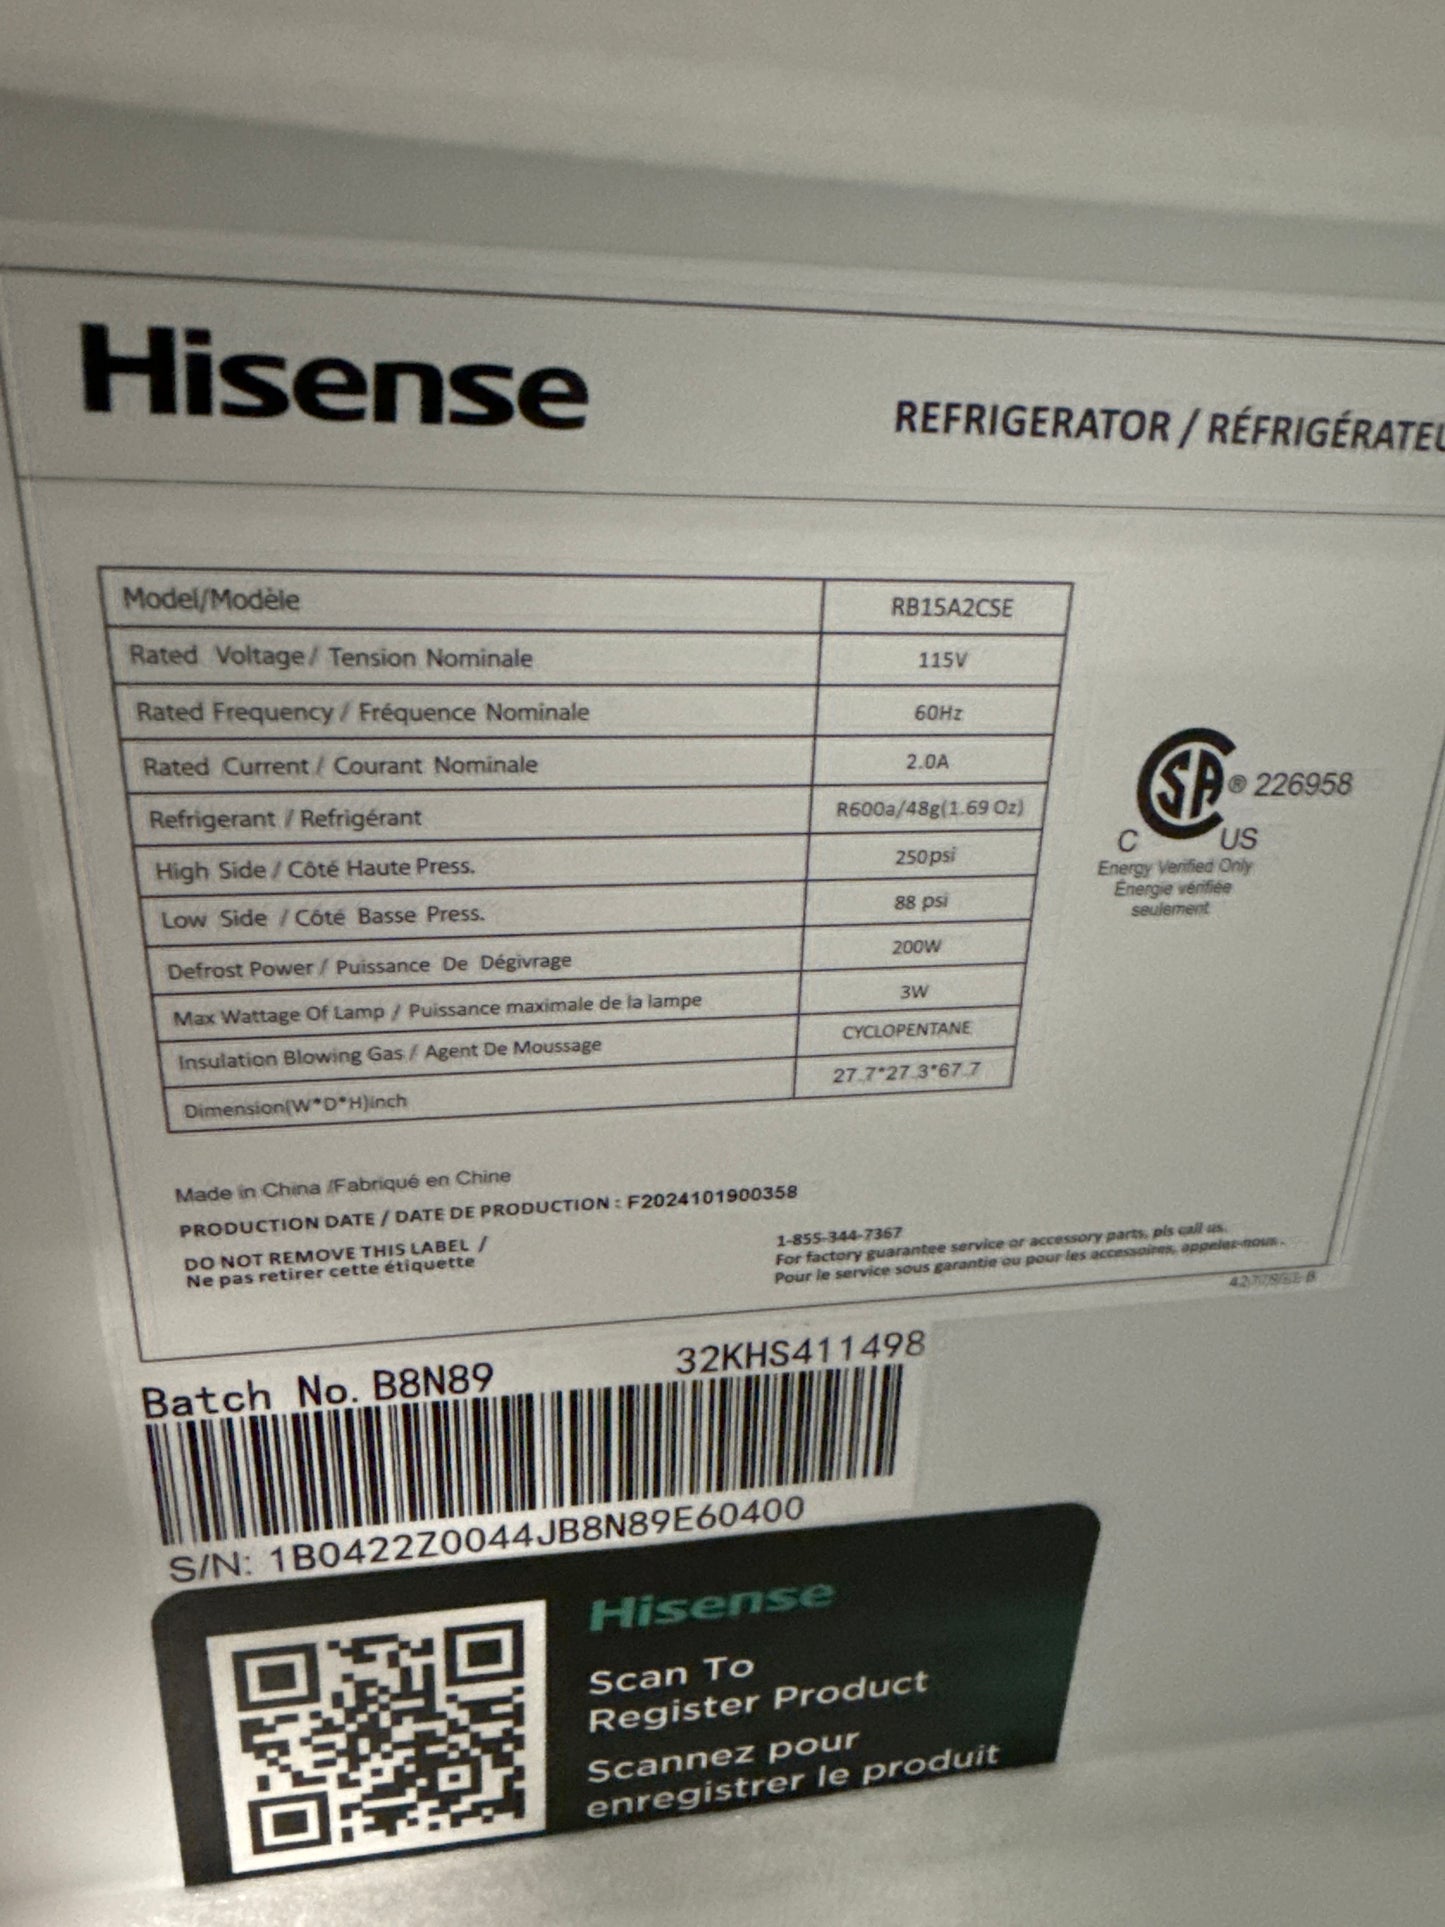 Hisense
REFRIGERATOR / RÉFRIGÉRATEU
Model/Modèle RB15A2CSE
Rated Voltage / Tension Nominale 115V
Rated Frequency / Fréquence Nominale 60Hz
Rated Current / Courant Nominale 2.0A
Refrigerant / Refrigérant R600a/48g(1.69 Oz)
High Side / Côté Haute Press. 250psi
Low Side / Côté Basse Press. 88 psi
Defrost Power / Puissance De Dégivrage 200W
Max Wattage Of Lamp / Puissance maximale de la lampe 3W
Insulation Blowing Gas / Agent De Moussage CYCLOPENTANE
Dimension(W*D*H)inch 27.7*27.3*67.7
SA ® 226958
C US
Energy Verified Only
Énergie vérifiée
seulement
Made in China /Fabriqué en Chine
PRODUCTION DATE / DATE DE PRODUCTION : F2024101900358
DO NOT REMOVE THIS LABEL /
Ne pas retirer cette étiquette
1-855-344-7367
For factory guarantee service or accessory parts, pls call us.
Pour le service sous garantie ou pour les accessoires, appelez-nous.
Batch No. B8N89 32KHS411498
S/N: 1B0422Z0044JB8N89E60400
Hisense
Scan To
Register Product
Scannez pour
enregistrer le produit